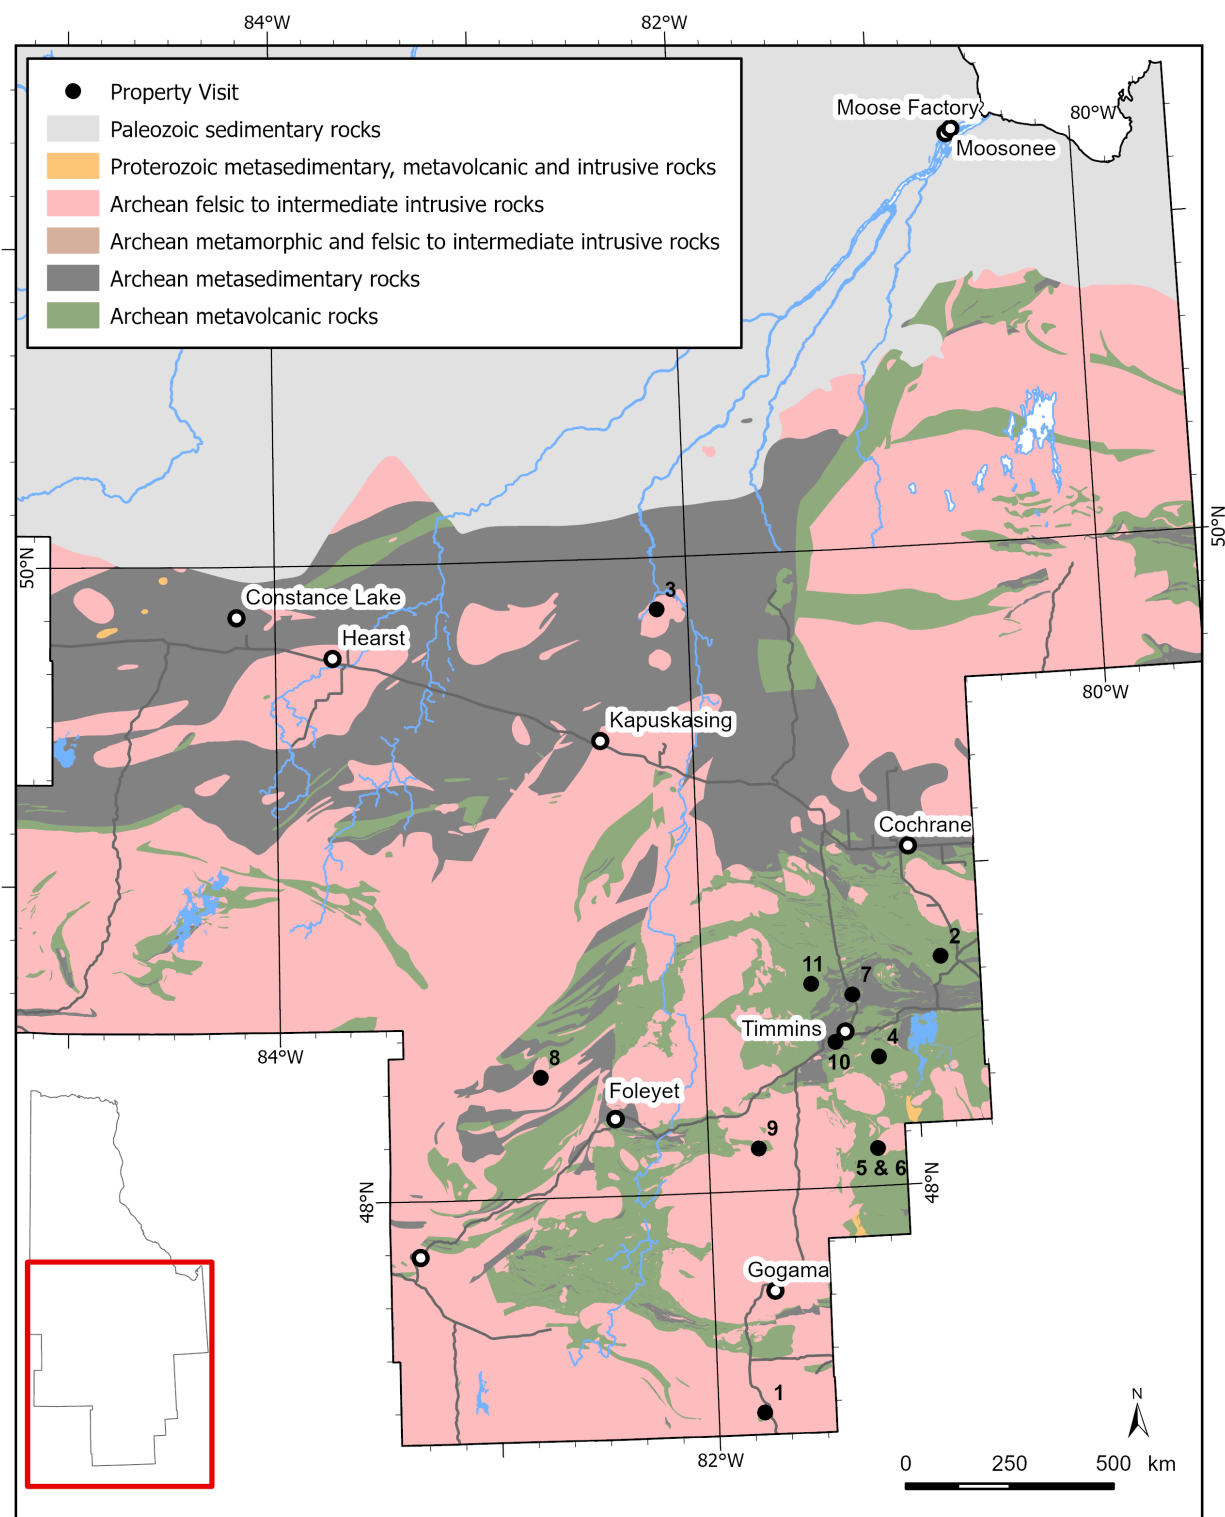 84°W
82°W
Property Visit
Paleozoic sedimentary rocks
Proterozoic metasedimentary, metavolcanic and intrusive rocks
Archean felsic to intermediate intrusive rocks
Archean metamorphic and felsic to intermediate intrusive rocks
Archean metasedimentary rocks
Archean metavolcanic rocks
Moose Factory
80°W
Moosonee
50°N
50°N
3
Constance Lake
Hearst
80°W
Kapuskasing
Cochrane
2
11
7
Timmins
4
10
84°W
8
Foleyet
9
5 & 6
48°N
48°N
Gogama
1
N
82°W
0 250 500 km